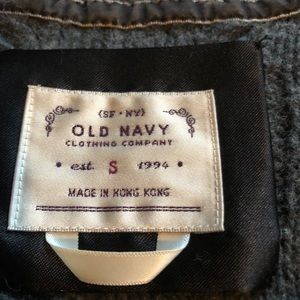 (SF • NY)
OLD NAVY
CLOTHING COMPANY
• est. S 1994 •
MADE IN HONG KONG